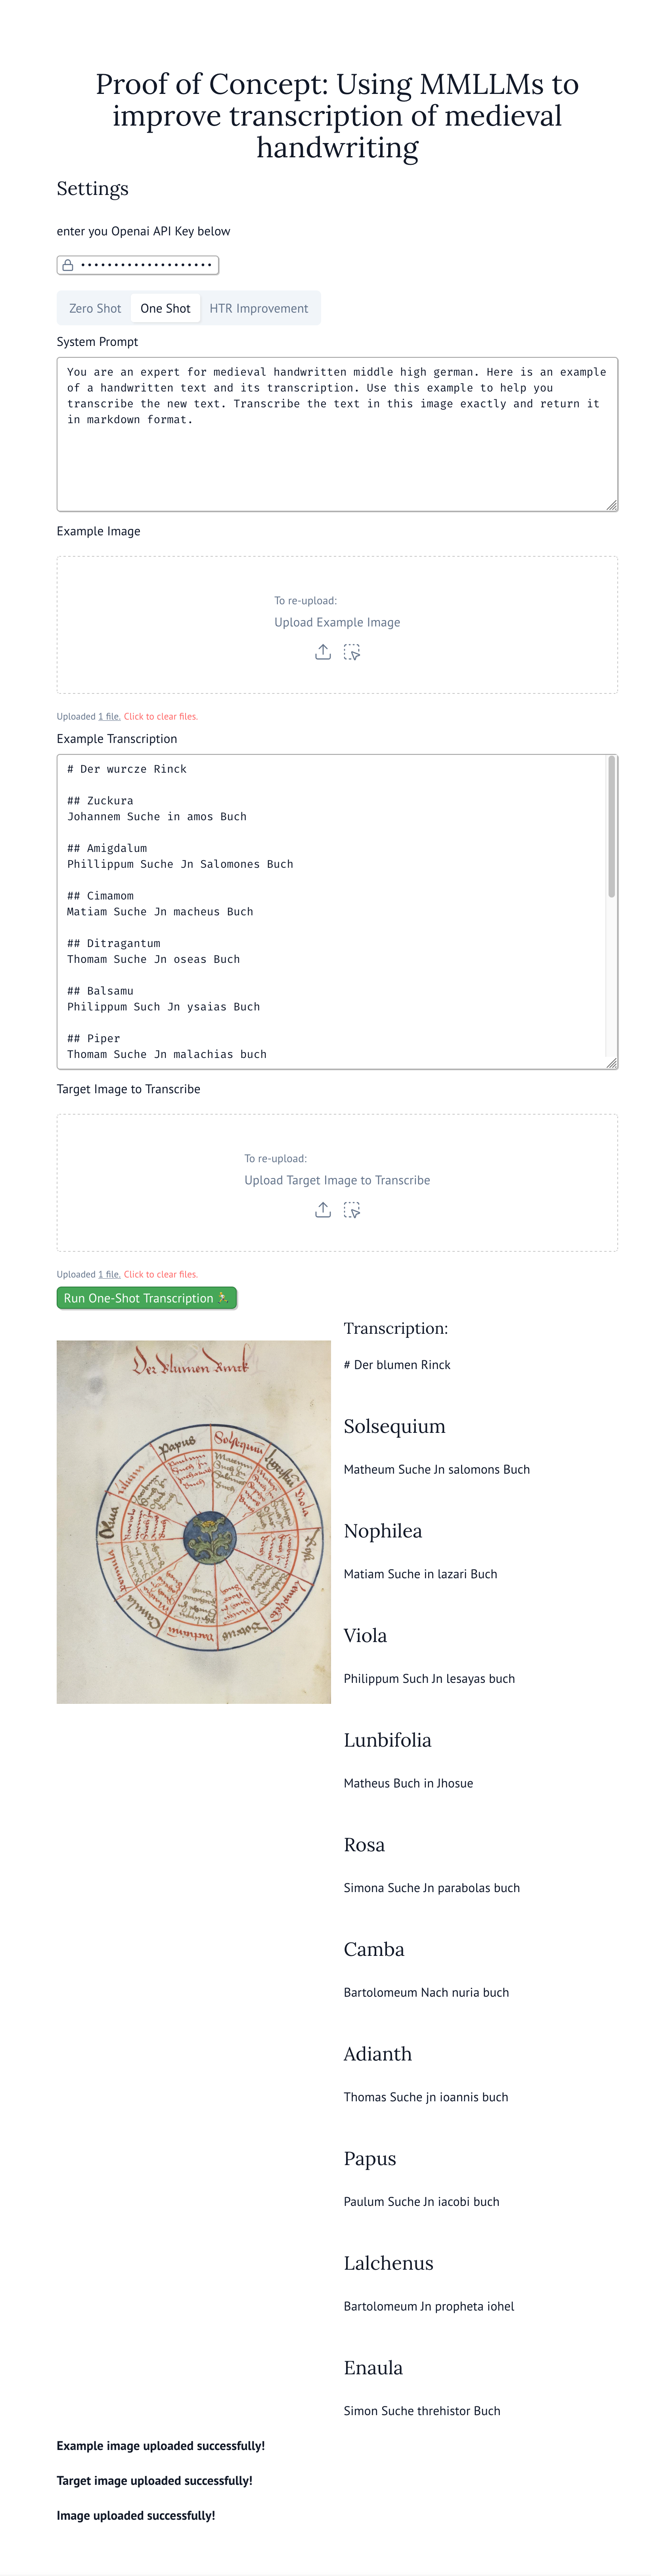 Proof of Concept: Using MMLLMs to
improve transcription of medieval
handwriting
Settings
enter you Openai API Key below
Zero Shot
One Shot
HTR Improvement
System Prompt
You are an expert for medieval handwritten middle high german. Here is an example
of a handwritten text and its transcription. Use this example to help you
transcribe the new text. Transcribe the text in this image exactly and return it
in markdown format.
Example Image
To re-upload:
Upload Example Image
Uploaded 1 file. Click to clear files.
Example Transcription
# Der wurcze Rinck
## Zuckura
Johannem Suche in amos Buch
## Amigdalum
Phillippum Suche Jn Salomones Buch
## Cimamom
Matiam Suche Jn macheus Buch
## Ditragantum
Thomam Suche Jn oseas Buch
## Balsamu
Philippum Such Jn ysaias Buch
## Piper
Thomam Suche Jn malachias buch
Target Image to Transcribe
To re-upload:
Upload Target Image to Transcribe
Uploaded 1 file. Click to clear files.
Run One-Shot Transcription
Der blumen Rinck
Papus
Solsequium
Viola
Transcription:
# Der blumen Rinck
Solsequium
Matheum Suche Jn salomons Buch
Nophilea
Matiam Suche in lazari Buch
Viola
Philippum Such Jn lesayas buch
Lunbifolia
Matheus Buch in Jhosue
Rosa
Simona Suche Jn parabolas buch
Camba
Bartolomeum Nach nuria buch
Adianth
Thomas Suche jn ioannis buch
Papus
Paulum Suche Jn iacobi buch
Lalchenus
Bartolomeum Jn propheta iohel
Enaula
Simon Suche threhistor Buch
Example image uploaded successfully!
Target image uploaded successfully!
Image uploaded successfully!